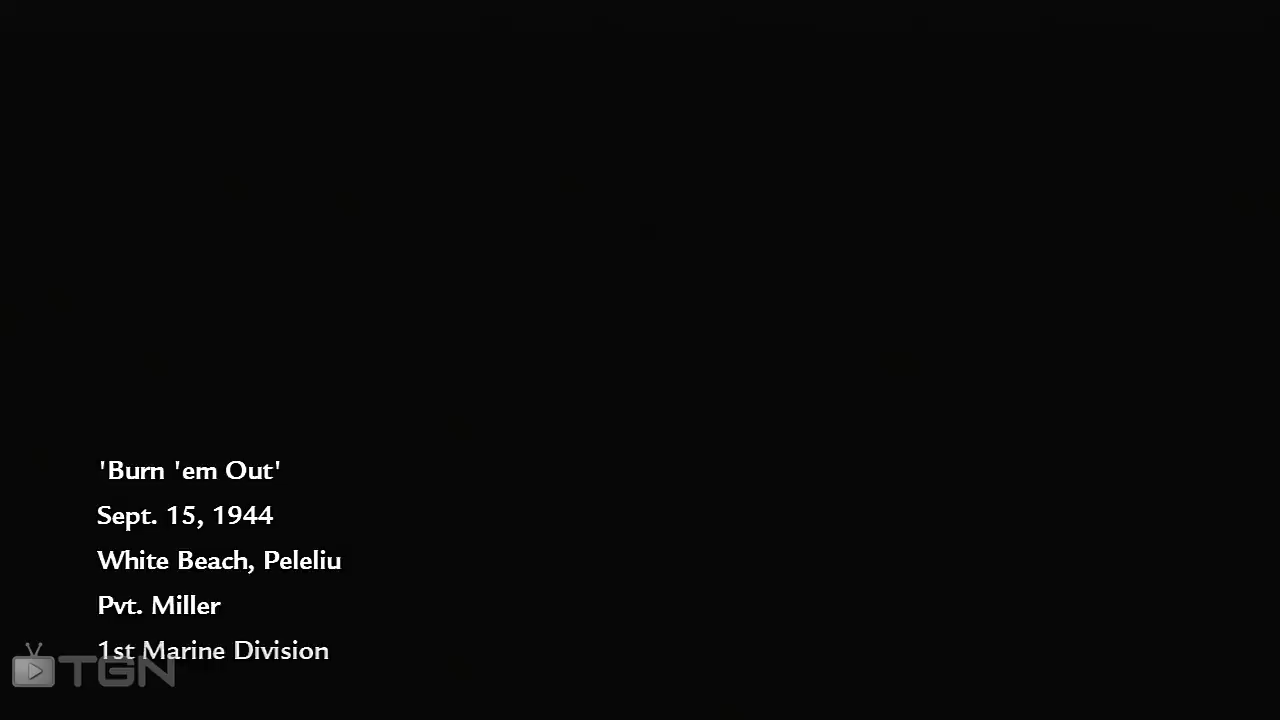 'Burn 'em Out'
Sept. 15, 1944
White Beach, Peleliu
Pvt. Miller
1st Marine Division
TGN